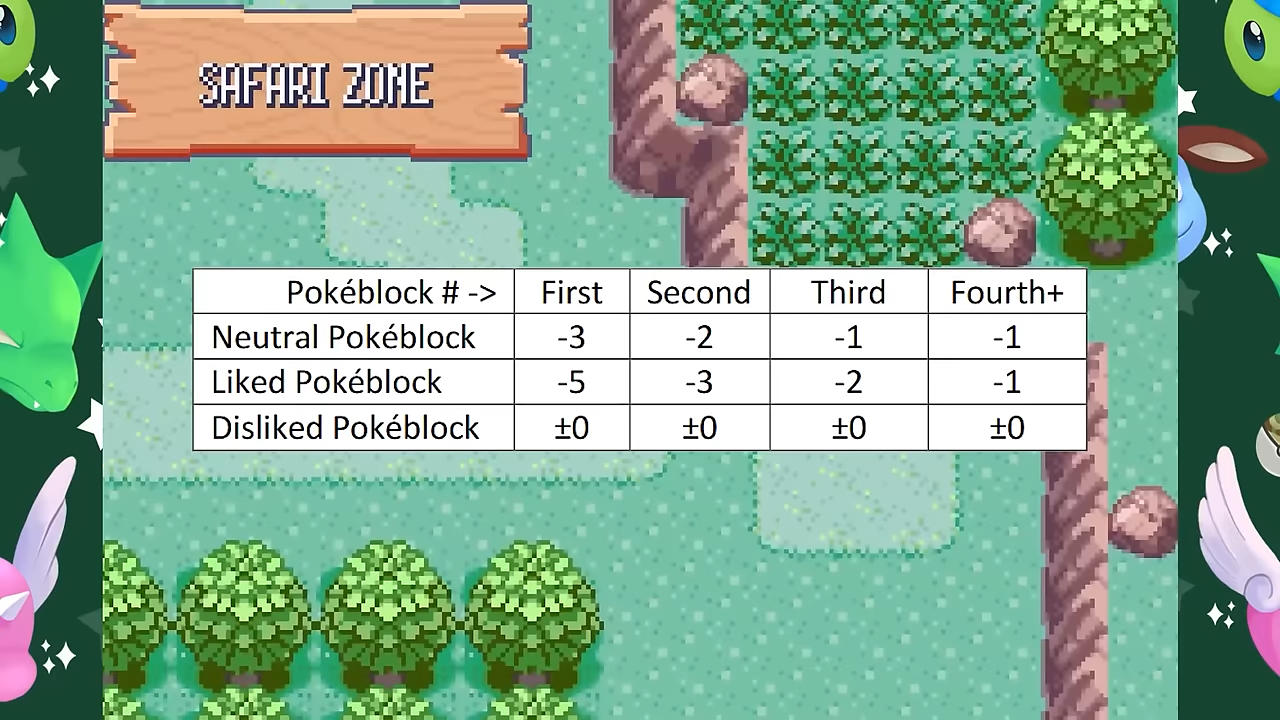 SAFARI ZONE
Pokéblock # -> First Second Third Fourth+
Neutral Pokéblock -3 -2 -1 -1
Liked Pokéblock -5 -3 -2 -1
Disliked Pokéblock ±0 ±0 ±0 ±0